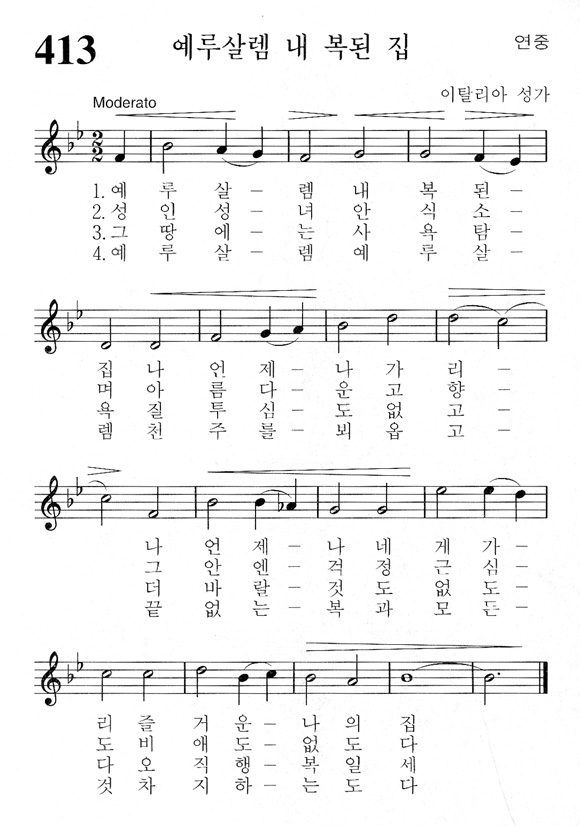 413 예루살렘 내 복된 집 연중
이탈리아 성가
Moderato
1. 예 루 살 – 렘 내 복 된 –
2. 성 인 성 – 녀 안 식 소 –
3. 그 땅 에 – 는 사 욕 탐 –
4. 예 루 살 – 렘 예 루 살 –
집 나 언 제 – 나 가 리 –
며 아 름 다 – 운 고 향 –
욕 질 투 심 – 도 없 고 –
렘 천 주 를 – 뵈 옵 고 –
나 언 제 – 나 네 게 가 –
그 안 엔 – 걱 정 근 심 –
더 바 랄 – 것 도 없 도 –
끝 없 는 – 복 과 모 든 –
리 즐 거 운 – 나 의 집
도 비 애 도 – 없 도 다
다 오 직 행 – 복 일 세
것 차 지 하 – 는 도 다